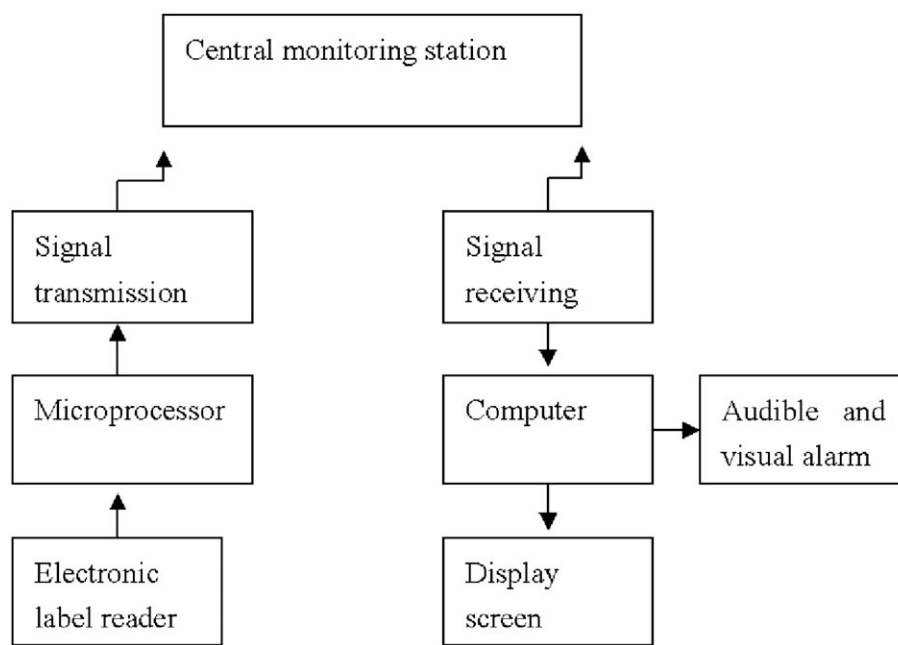 Central monitoring station
Signal
transmission
Signal
receiving
Microprocessor
Computer
Audible and
visual alarm
Electronic
label reader
Display
screen